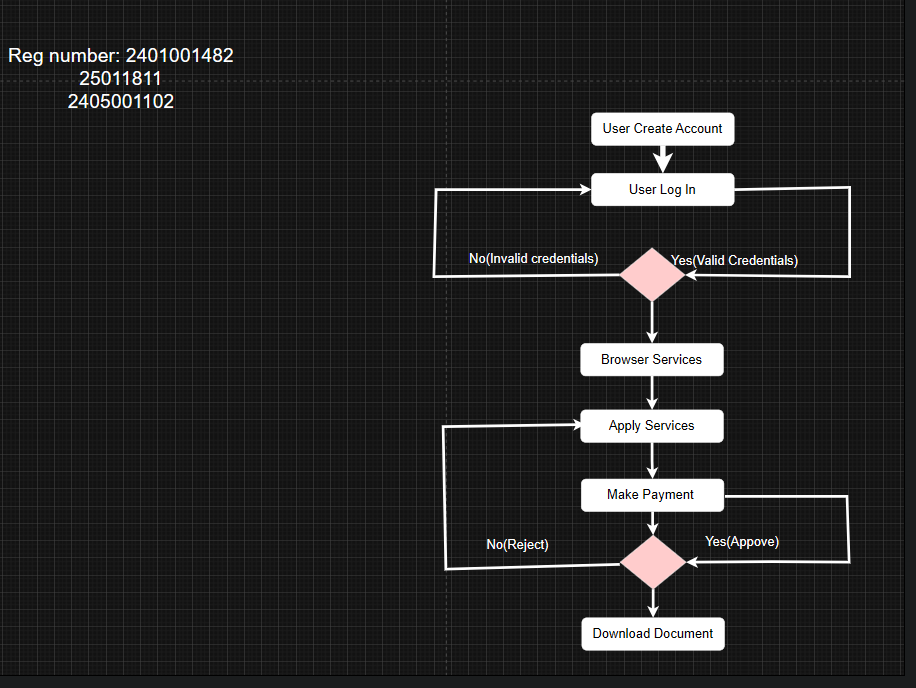 Reg number: 2401001482
25011811
2405001102
User Create Account
User Log In
No(Invalid credentials)
Yes(Valid Credentials)
Browser Services
Apply Services
Make Payment
No(Reject)
Yes(Appove)
Download Document